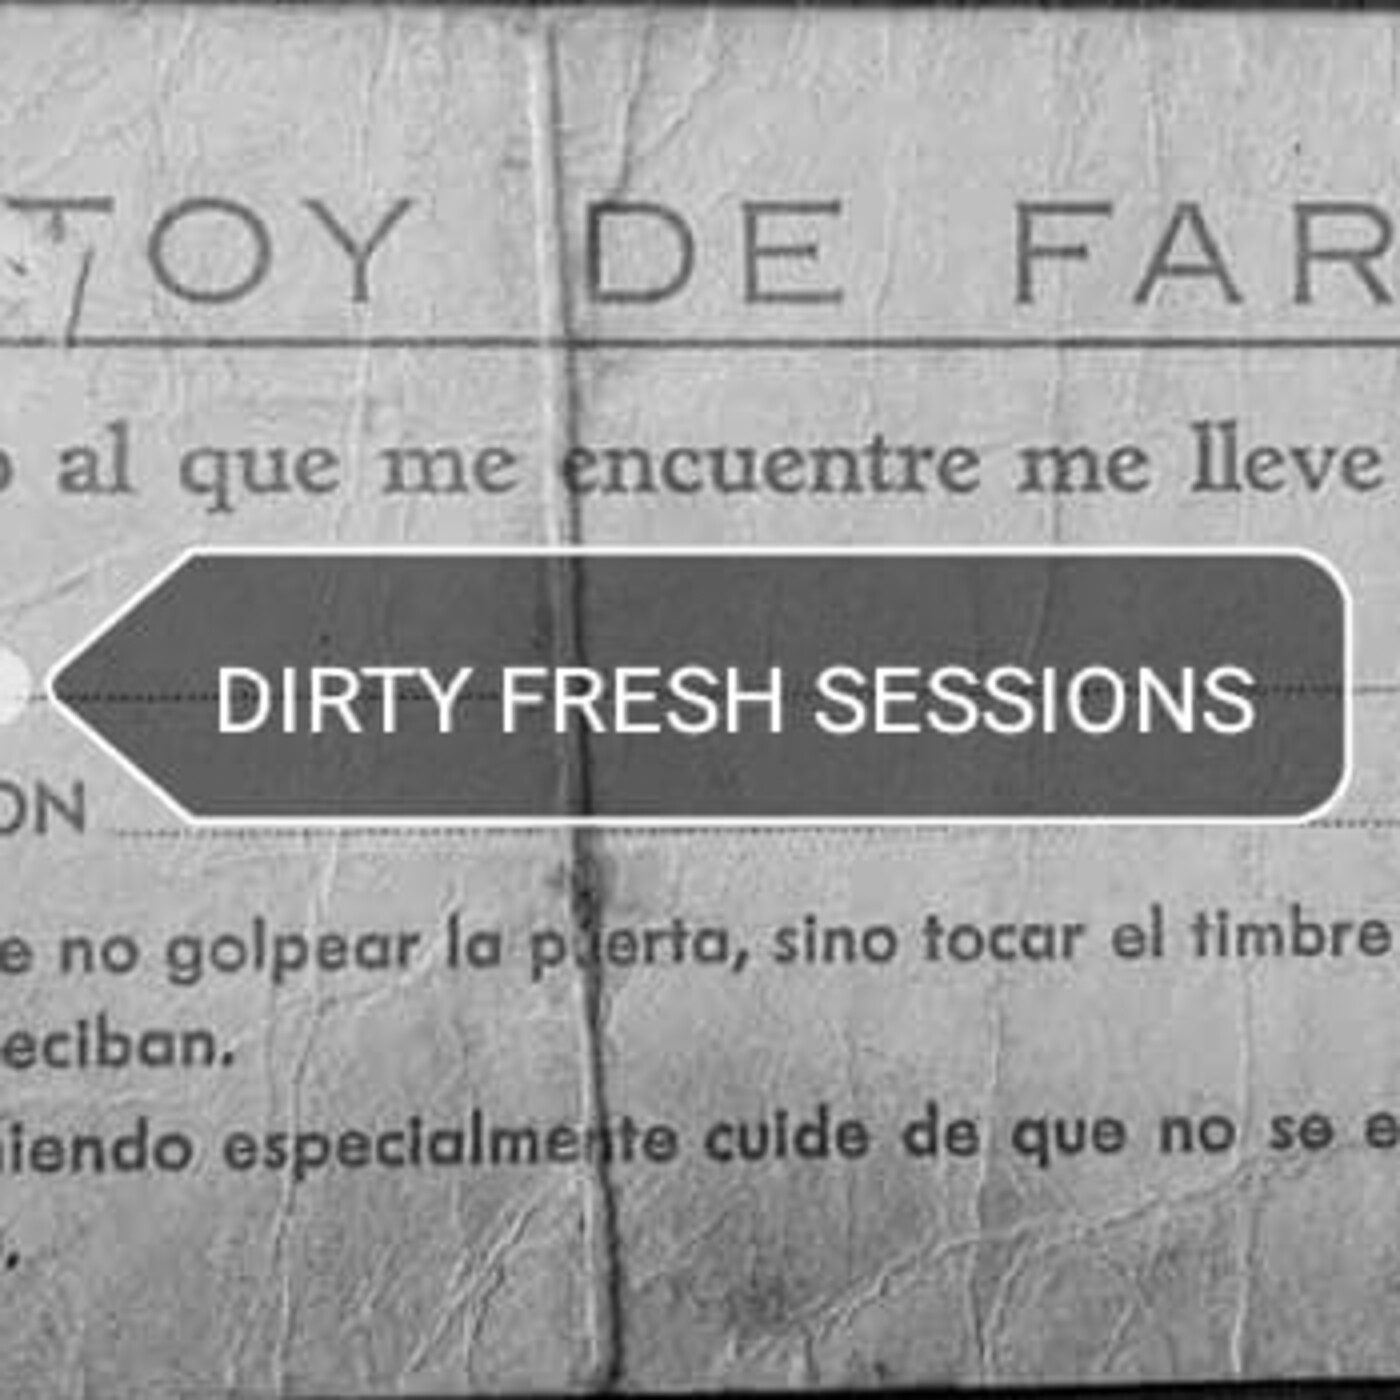 TOY DE FAR
al que me encuentre me lleve
DIRTY FRESH SESSIONS
ON
e no golpear la puerta, sino tocar el timbre
eciban.
iendo especialmente cuide de que no se e